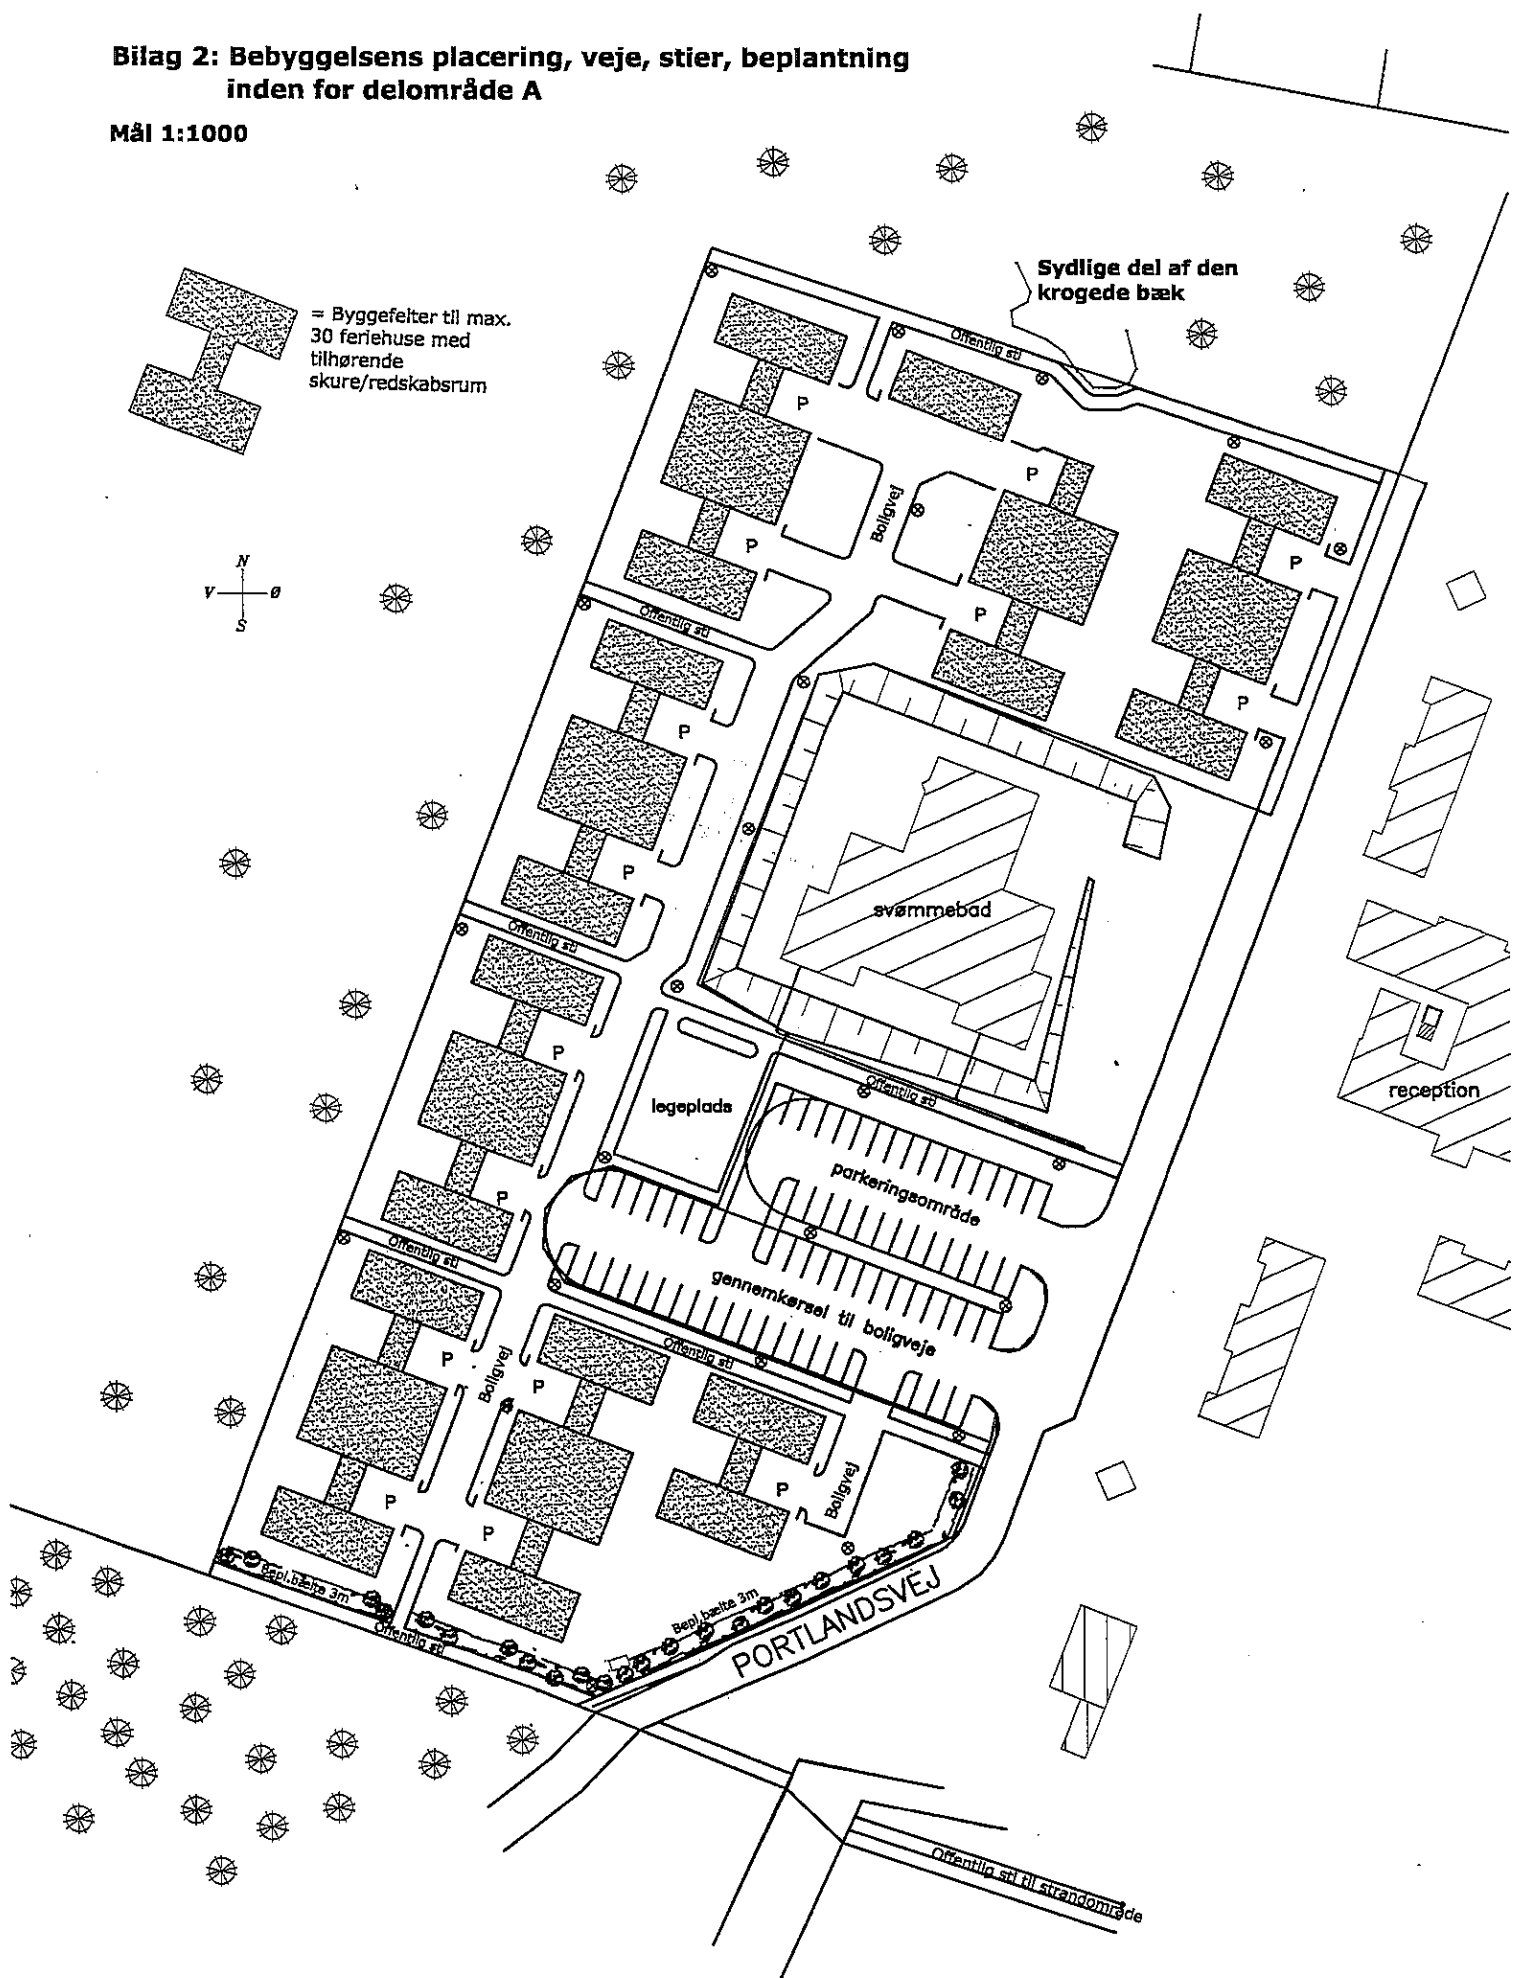 Bilag 2: Bebyggelsens placering, veje, stier, beplantning
inden for delområde A
Mål 1:1000
Sydlige del af den
krogede bæk
= Byggefelter til max.
30 feriehuse med
tilhørende
skure/redskabsrum
Offentlig sti
P
P
Boligvej
P
N
V
Ø
S
P
P
P
Offentlig sti
P
P
P
svømmebad
Offentlig sti
P
Offentlig sti
reception
legeplads
parkeringsområde
P
Offentlig sti
gennemkørsel til boligveje
Offentlig sti
P
Boligvej
P
P
Boligvej
P
P
Bepl.bælte 3m
Bepl.bælte 3m
Offentlig sti
PORTLANDSVEJ
Offentlig sti til strandområde